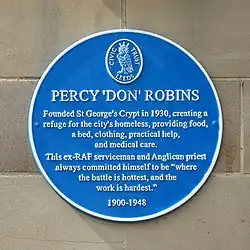 CIVIC TRUST
LEEDS
PERCY 'DON' ROBINS
Founded St George's Crypt in 1930, creating a
refuge for the city's homeless, providing food,
a bed, clothing, practical help,
and medical care.
This ex-RAF serviceman and Anglican priest
always committed himself to be "where
the battle is hottest, and the
work is hardest."
1900-1948